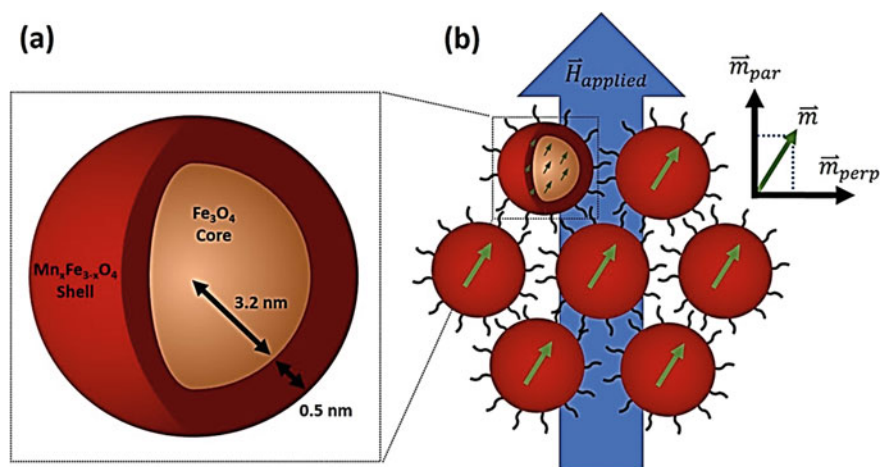 (a)
Fe₃O₄
Core
MnₓFe₃₋ₓO₄
Shell
3.2 nm
0.5 nm
(b)
H⃗applied
m⃗par
m⃗
m⃗perp